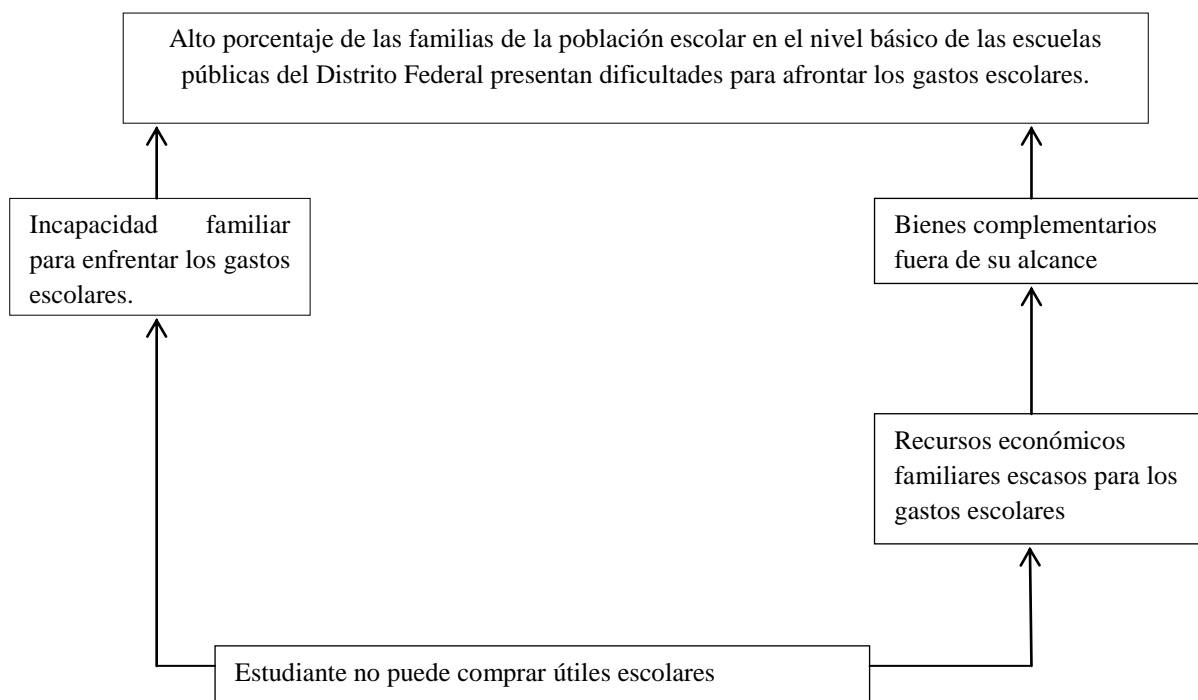 Alto porcentaje de las familias de la población escolar en el nivel básico de las escuelas
públicas del Distrito Federal presentan dificultades para afrontar los gastos escolares.
Incapacidad familiar
para enfrentar los gastos
escolares.
Bienes complementarios
fuera de su alcance
Recursos económicos
familiares escasos para los
gastos escolares
Estudiante no puede comprar útiles escolares